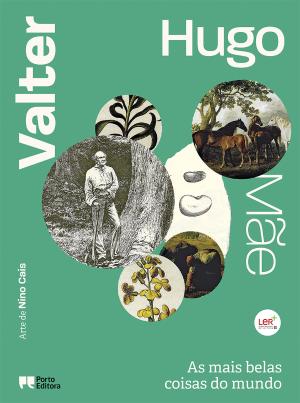 Valter
Hugo
Mãe
Arte de Nino Cais
LeR+
As mais belas
coisas do mundo
Porto
Editora